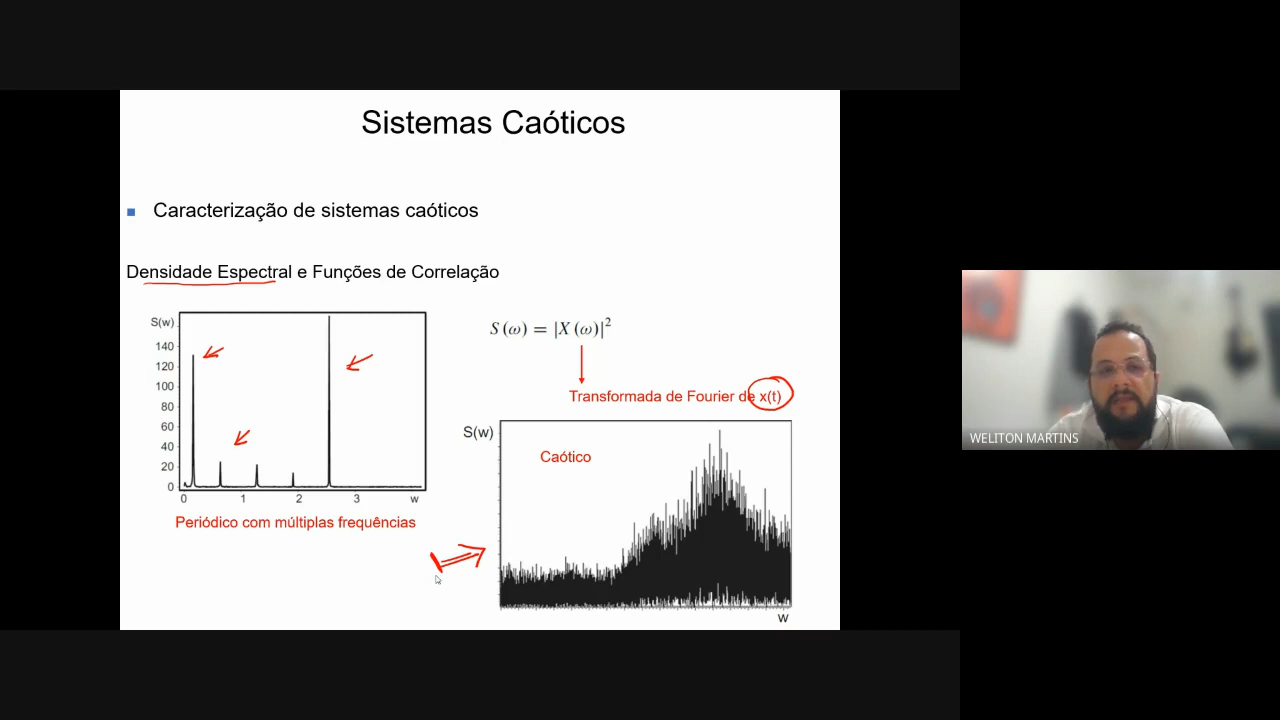 Sistemas Caóticos
Caracterização de sistemas caóticos
Densidade Espectral e Funções de Correlação
S(w)
140
120
100
80
60
40
20
0
0 1 2 3 w
Periódico com múltiplas frequências
S(ω) = |X(ω)|²
Transformada de Fourier de x(t)
S(w)
Caótico
w
WELITON MARTINS